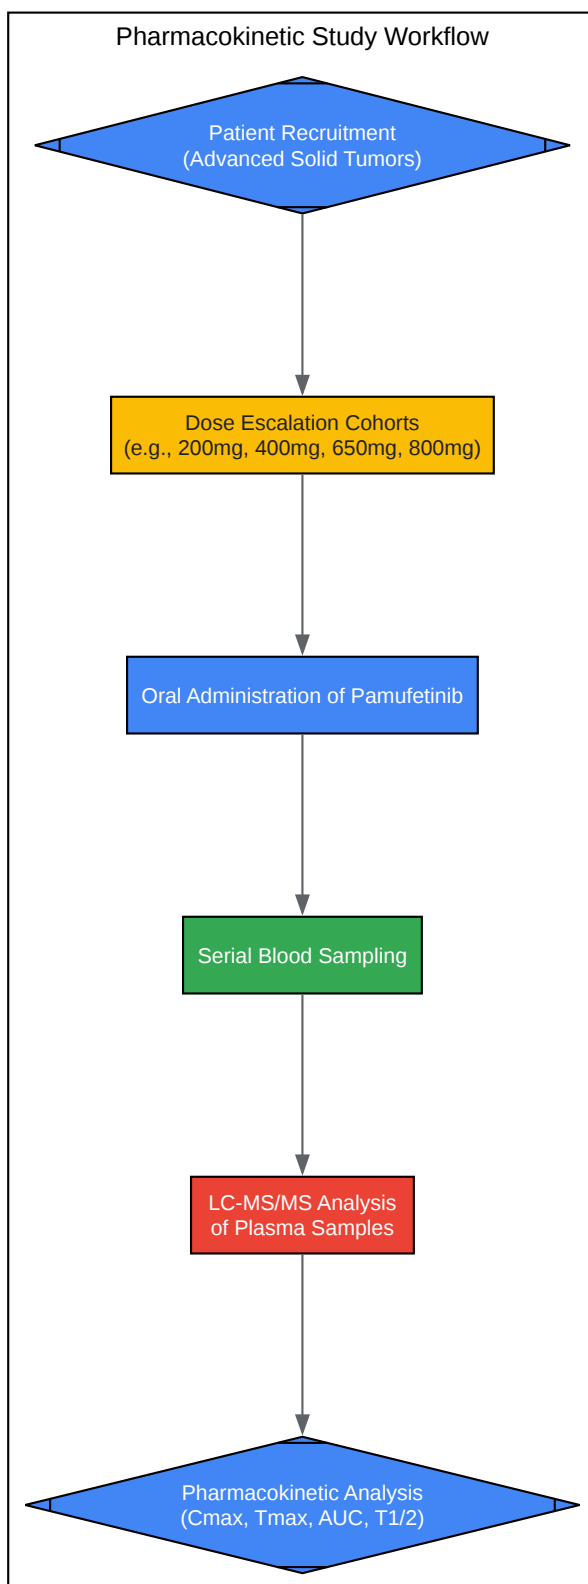 Pharmacokinetic Study Workflow
Patient Recruitment
(Advanced Solid Tumors)
Dose Escalation Cohorts
(e.g., 200mg, 400mg, 650mg, 800mg)
Oral Administration of Pamufetinib
Serial Blood Sampling
LC-MS/MS Analysis
of Plasma Samples
Pharmacokinetic Analysis
(Cmax, Tmax, AUC, T1/2)